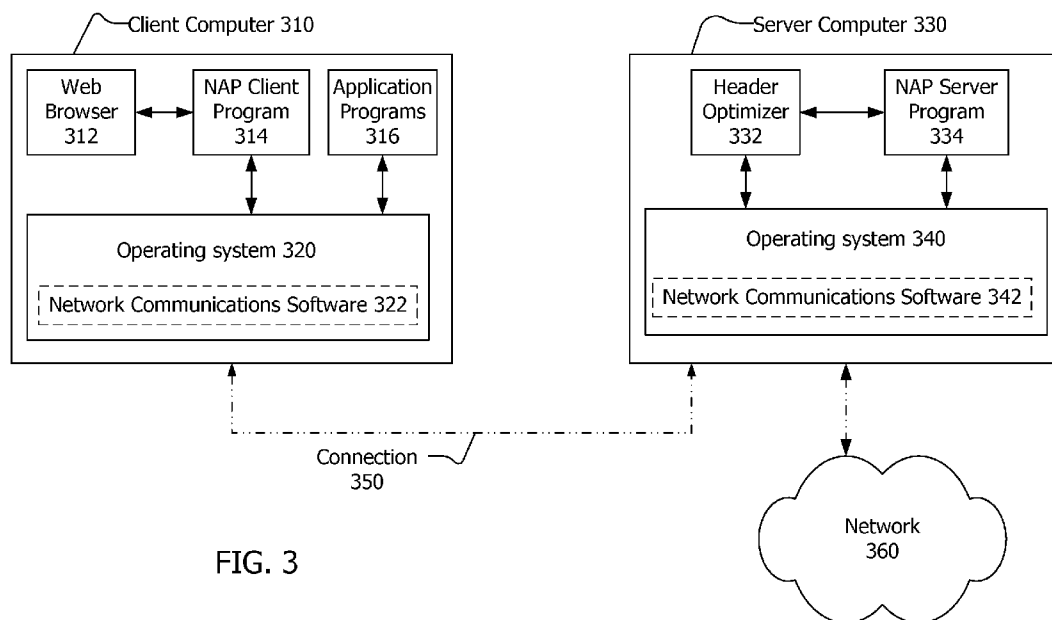 Client Computer 310
Server Computer 330
Web
Browser
312
NAP Client
Program
314
Application
Programs
316
Header
Optimizer
332
NAP Server
Program
334
Operating system 320
Network Communications Software 322
Operating system 340
Network Communications Software 342
Connection
350
Network
360
FIG. 3